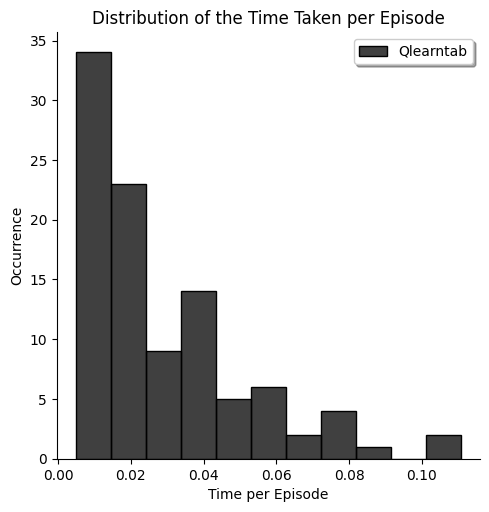 Distribution of the Time Taken per Episode
Qlearntab
35
30
25
20
15
10
5
0
Occurrence
0.00 0.02 0.04 0.06 0.08 0.10
Time per Episode